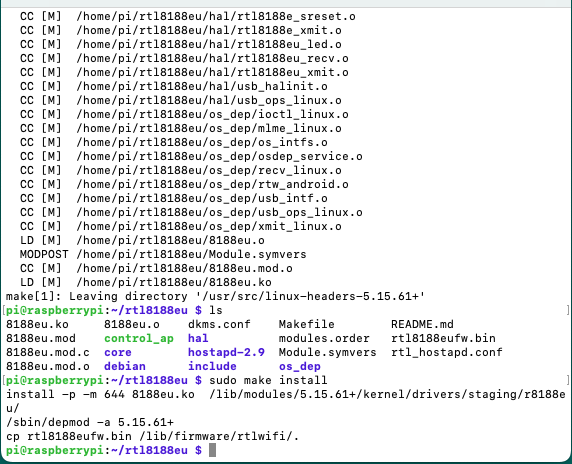 CC [M]  /home/pi/rtl8188eu/hal/rtl8188e_sreset.o
CC [M]  /home/pi/rtl8188eu/hal/rtl8188e_xmit.o
CC [M]  /home/pi/rtl8188eu/hal/rtl8188eu_led.o
CC [M]  /home/pi/rtl8188eu/hal/rtl8188eu_recv.o
CC [M]  /home/pi/rtl8188eu/hal/rtl8188eu_xmit.o
CC [M]  /home/pi/rtl8188eu/hal/usb_halinit.o
CC [M]  /home/pi/rtl8188eu/hal/usb_ops_linux.o
CC [M]  /home/pi/rtl8188eu/os_dep/ioctl_linux.o
CC [M]  /home/pi/rtl8188eu/os_dep/mlme_linux.o
CC [M]  /home/pi/rtl8188eu/os_dep/os_intfs.o
CC [M]  /home/pi/rtl8188eu/os_dep/osdep_service.o
CC [M]  /home/pi/rtl8188eu/os_dep/recv_linux.o
CC [M]  /home/pi/rtl8188eu/os_dep/rtw_android.o
CC [M]  /home/pi/rtl8188eu/os_dep/usb_intf.o
CC [M]  /home/pi/rtl8188eu/os_dep/usb_ops_linux.o
CC [M]  /home/pi/rtl8188eu/os_dep/xmit_linux.o
LD [M]  /home/pi/rtl8188eu/8188eu.o
MODPOST /home/pi/rtl8188eu/Module.symvers
CC [M]  /home/pi/rtl8188eu/8188eu.mod.o
LD [M]  /home/pi/rtl8188eu/8188eu.ko
make[1]: Leaving directory '/usr/src/linux-headers-5.15.61+'
[pi@raspberrypi:~/rtl8188eu $ ls ]
8188eu.ko     8188eu.o    dkms.conf    Makefile        README.md
8188eu.mod    control_ap  hal          modules.order   rtl8188eufw.bin
8188eu.mod.c  core        hostapd-2.9  Module.symvers  rtl_hostapd.conf
8188eu.mod.o  debian      include      os_dep
[pi@raspberrypi:~/rtl8188eu $ sudo make install ]
install -p -m 644 8188eu.ko  /lib/modules/5.15.61+/kernel/drivers/staging/r8188e
u/
/sbin/depmod -a 5.15.61+
cp rtl8188eufw.bin /lib/firmware/rtlwifi/.
pi@raspberrypi:~/rtl8188eu $